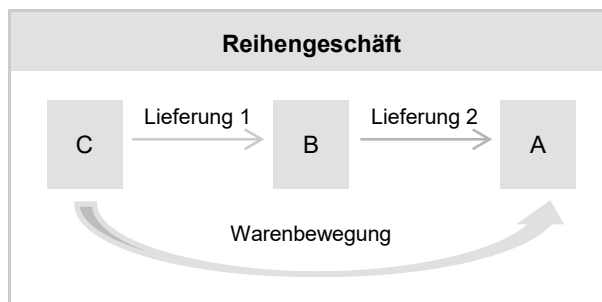 Reihengeschäft
Lieferung 1
Lieferung 2
C
B
A
Warenbewegung